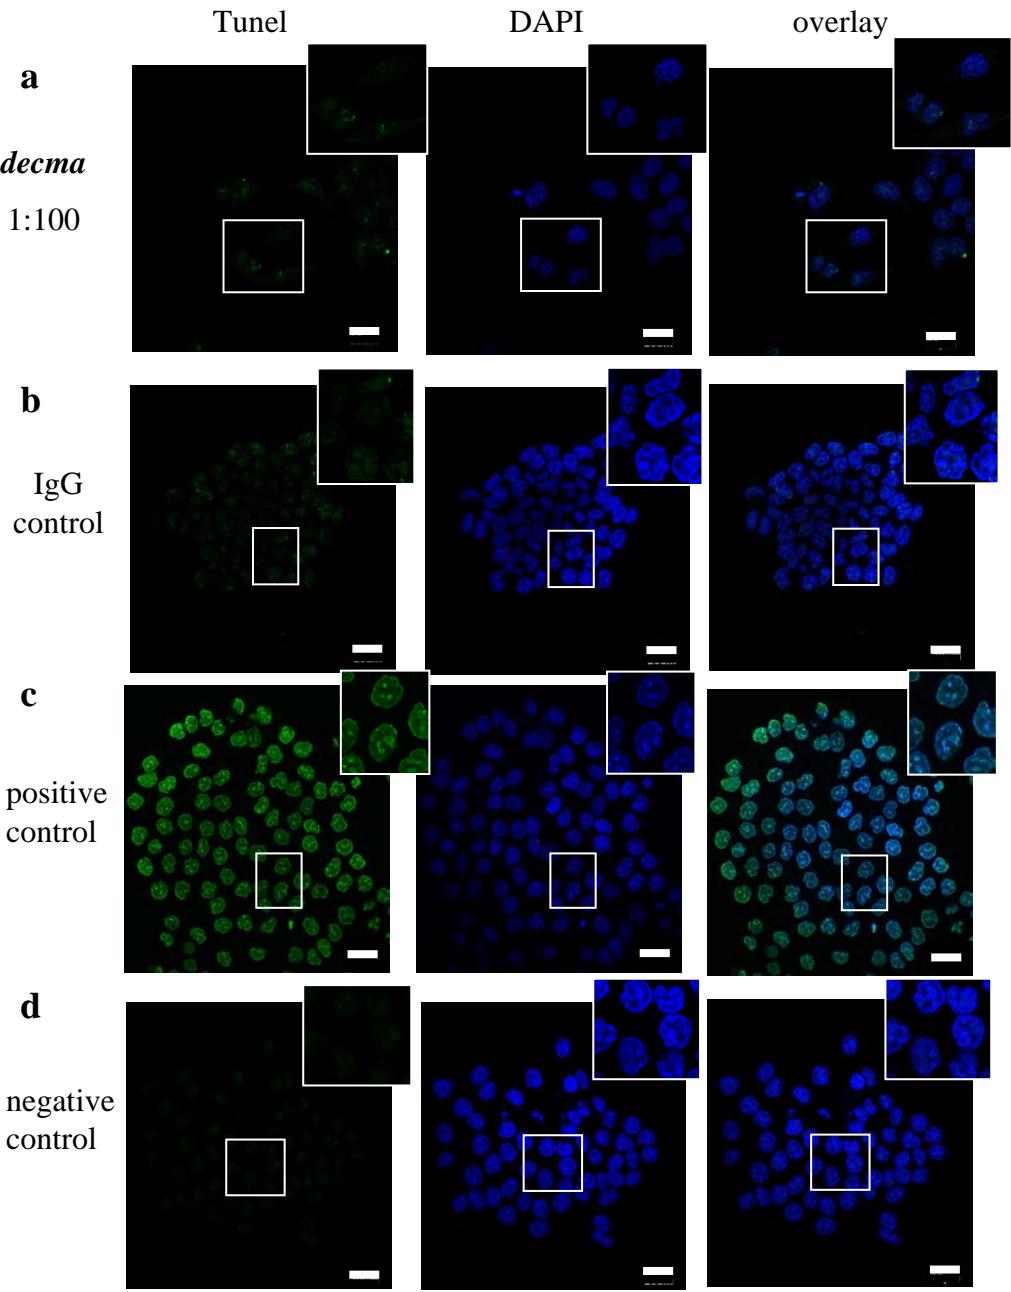 Tunel DAPI overlay
a
decma
1:100
b
IgG
control
c
positive
control
d
negative
control